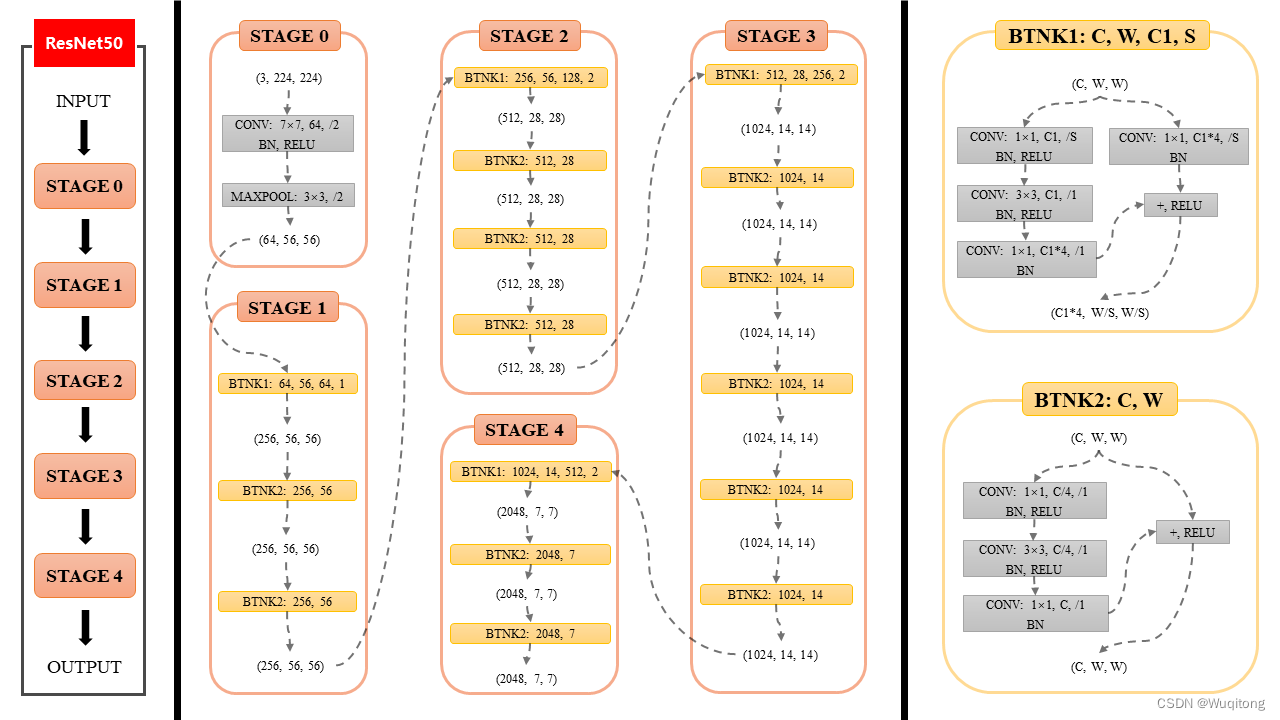 ResNet50
INPUT
STAGE 0
STAGE 1
STAGE 2
STAGE 3
STAGE 4
OUTPUT
STAGE 0
(3, 224, 224)
CONV: 7×7, 64, /2
BN, RELU
MAXPOOL: 3×3, /2
(64, 56, 56)
STAGE 1
BTNK1: 64, 56, 64, 1
(256, 56, 56)
BTNK2: 256, 56
(256, 56, 56)
BTNK2: 256, 56
(256, 56, 56)
STAGE 2
BTNK1: 256, 56, 128, 2
(512, 28, 28)
BTNK2: 512, 28
(512, 28, 28)
BTNK2: 512, 28
(512, 28, 28)
BTNK2: 512, 28
(512, 28, 28)
STAGE 3
BTNK1: 512, 28, 256, 2
(1024, 14, 14)
BTNK2: 1024, 14
(1024, 14, 14)
BTNK2: 1024, 14
(1024, 14, 14)
BTNK2: 1024, 14
(1024, 14, 14)
BTNK2: 1024, 14
(1024, 14, 14)
BTNK2: 1024, 14
(1024, 14, 14)
STAGE 4
BTNK1: 1024, 14, 512, 2
(2048, 7, 7)
BTNK2: 2048, 7
(2048, 7, 7)
BTNK2: 2048, 7
(2048, 7, 7)
BTNK1: C, W, C1, S
(C, W, W)
CONV: 1×1, C1, /S
BN, RELU
CONV: 3×3, C1, /1
BN, RELU
CONV: 1×1, C1*4, /1
BN
CONV: 1×1, C1*4, /S
BN
+, RELU
(C1*4, W/S, W/S)
BTNK2: C, W
(C, W, W)
CONV: 1×1, C/4, /1
BN, RELU
CONV: 3×3, C/4, /1
BN, RELU
CONV: 1×1, C, /1
BN
+, RELU
(C, W, W)
CSDN @Wuqitong